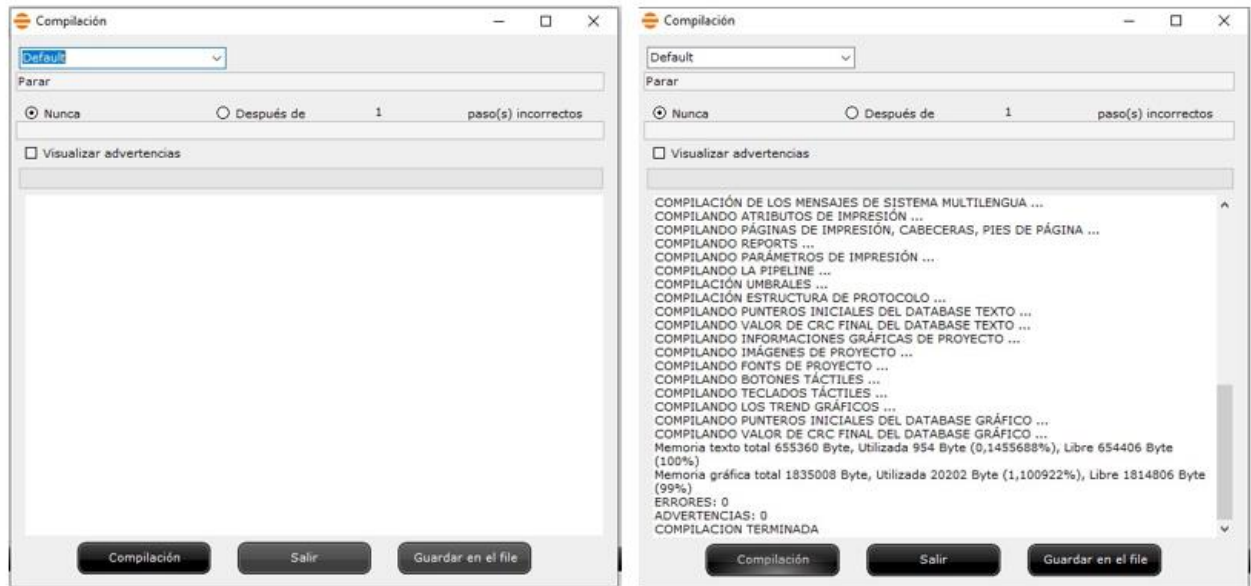 Compilación
Default
Parar
Nunca Después de 1 paso(s) incorrectos
Visualizar advertencias
Compilación Salir Guardar en el file
Compilación
Default
Parar
Nunca Después de 1 paso(s) incorrectos
Visualizar advertencias
COMPILACIÓN DE LOS MENSAJES DE SISTEMA MULTILENGUA ...
COMPILANDO ATRIBUTOS DE IMPRESIÓN ...
COMPILANDO PÁGINAS DE IMPRESIÓN, CABECERAS, PIES DE PÁGINA ...
COMPILANDO REPORTS ...
COMPILANDO PARÁMETROS DE IMPRESIÓN ...
COMPILANDO LA PIPELINE ...
COMPILACIÓN UMBRALES ...
COMPILACIÓN ESTRUCTURA DE PROTOCOLO ...
COMPILANDO PUNTEROS INICIALES DEL DATABASE TEXTO ...
COMPILANDO VALOR DE CRC FINAL DEL DATABASE TEXTO ...
COMPILANDO INFORMACIONES GRÁFICAS DE PROYECTO ...
COMPILANDO IMÁGENES DE PROYECTO ...
COMPILANDO FONTS DE PROYECTO ...
COMPILANDO BOTONES TÁCTILES ...
COMPILANDO TECLADOS TÁCTILES ...
COMPILANDO LOS TREND GRÁFICOS ...
COMPILANDO PUNTEROS INICIALES DEL DATABASE GRÁFICO ...
COMPILANDO VALOR DE CRC FINAL DEL DATABASE GRÁFICO ...
Memoria texto total 655360 Byte, Utilizada 954 Byte (0,1455688%), Libre 654406 Byte
(100%)
Memoria gráfica total 1835008 Byte, Utilizada 20202 Byte (1,100922%), Libre 1814806 Byte
(99%)
ERRORES: 0
ADVERTENCIAS: 0
COMPILACION TERMINADA
Compilación Salir Guardar en el file